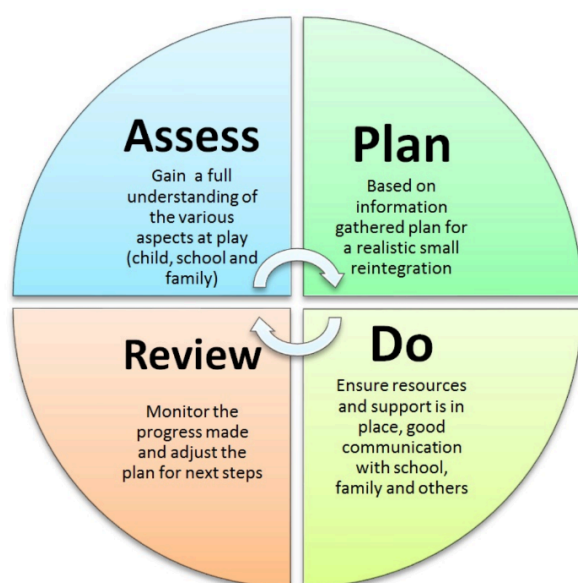 Assess
Gain a full
understanding of
the various
aspects at play
(child, school and
family)
Plan
Based on
information
gathered plan for
a realistic small
reintegration
Review
Monitor the
progress made
and adjust the
plan for next steps
Do
Ensure resources
and support is in
place, good
communication
with school,
family and others